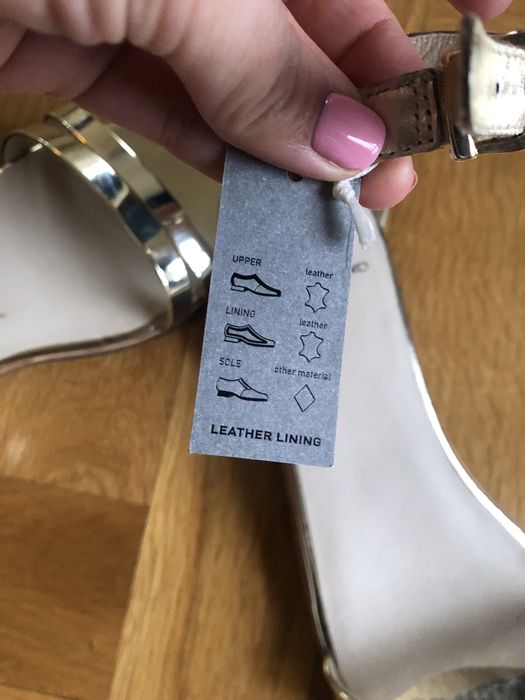 UPPER
leather
LINING
leather
SOLE
other material
LEATHER LINING